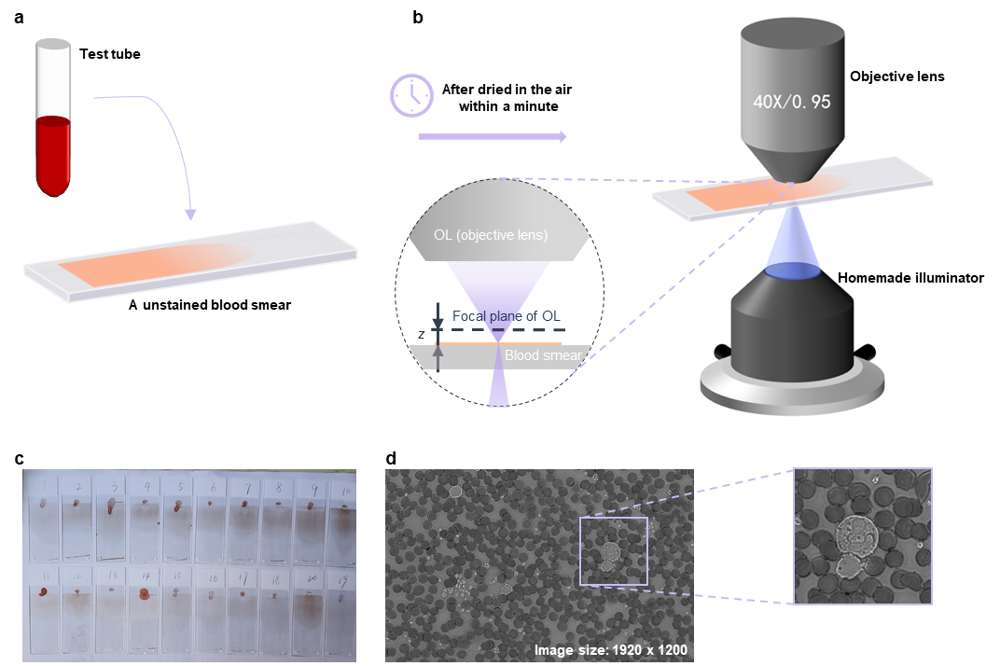 a
Test tube
A unstained blood smear
b
After dried in the air
within a minute
Objective lens
40X/0.95
Homemade illuminator
OL (objective lens)
Focal plane of OL
z
Blood smear
c
1 2 3 4 5 6 7 8 9 10
11 12 13 14 15 16 17 18 20 19
d
Image size: 1920 x 1200